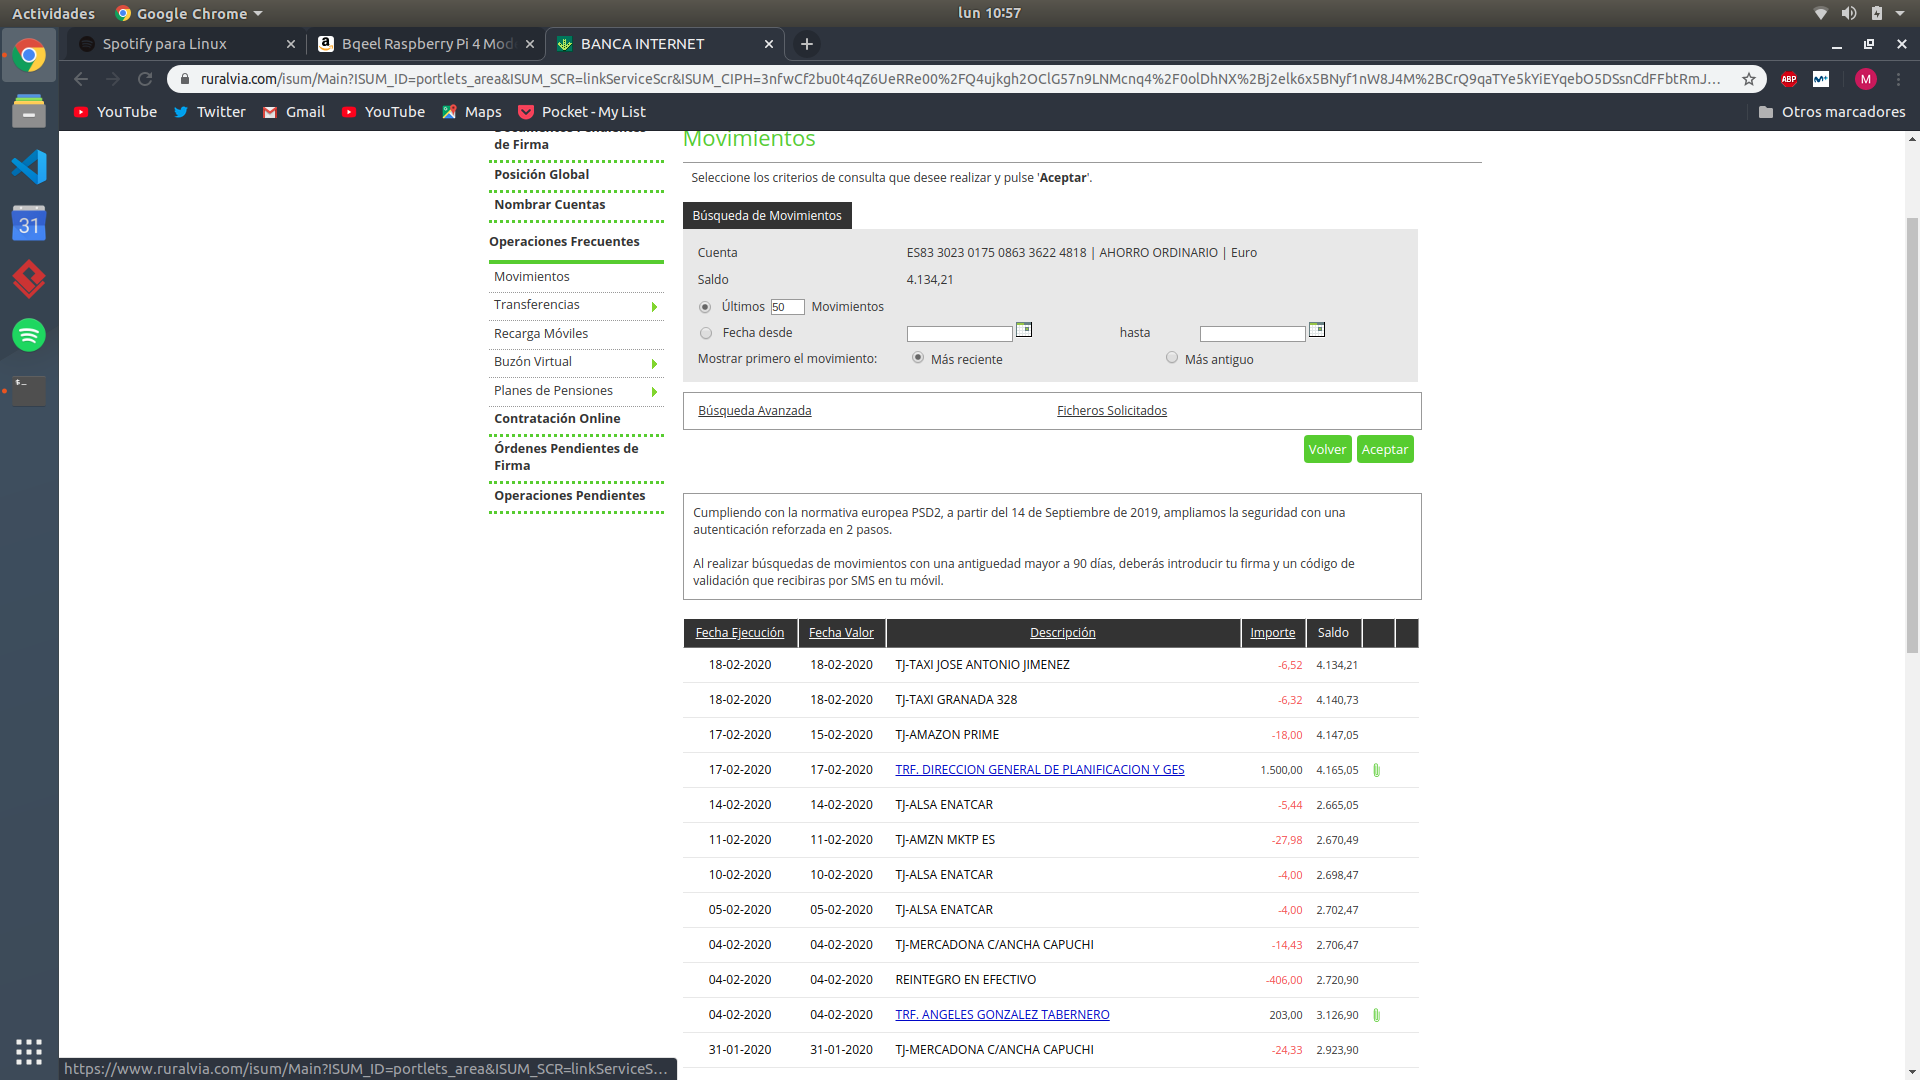 Actividades
Google Chrome
lun 10:57
Spotify para Linux
Bqeel Raspberry Pi 4 Mod
BANCA INTERNET
ruralvia.com/isum/Main?ISUM_ID=portlets_area&ISUM_SCR=linkServiceScr&ISUM_CIPH=3nfwCf2bu0t4qZ6UeRRe00%2FQ4ujkgh2OClG57n9LNMcnq4%2F0olDhNX%2Bj2elk6x5BNyf1nW8J4M%2BCrQ9qaTYe5kYiEYqebO5DSsnCdFFbtRmJ...
ABP
M
YouTube
Twitter
Gmail
YouTube
Maps
Pocket - My List
Otros marcadores
31
Documentos Pendientes
de Firma
Posición Global
Nombrar Cuentas
Operaciones Frecuentes
Movimientos
Transferencias
Recarga Móviles
Buzón Virtual
Planes de Pensiones
Contratación Online
Órdenes Pendientes de
Firma
Operaciones Pendientes
Movimientos
Seleccione los criterios de consulta que desee realizar y pulse 'Aceptar'.
Búsqueda de Movimientos
Cuenta ES83 3023 0175 0863 3622 4818 | AHORRO ORDINARIO | Euro
Saldo 4.134,21
Últimos 50 Movimientos
Fecha desde hasta
Mostrar primero el movimiento: Más reciente Más antiguo
Búsqueda Avanzada Ficheros Solicitados
Volver Aceptar
Cumpliendo con la normativa europea PSD2, a partir del 14 de Septiembre de 2019, ampliamos la seguridad con una
autenticación reforzada en 2 pasos.
Al realizar búsquedas de movimientos con una antiguedad mayor a 90 días, deberás introducir tu firma y un código de
validación que recibiras por SMS en tu móvil.
Fecha Ejecución Fecha Valor Descripción Importe Saldo
18-02-2020 18-02-2020 TJ-TAXI JOSE ANTONIO JIMENEZ -6,52 4.134,21
18-02-2020 18-02-2020 TJ-TAXI GRANADA 328 -6,32 4.140,73
17-02-2020 15-02-2020 TJ-AMAZON PRIME -18,00 4.147,05
17-02-2020 17-02-2020 TRF. DIRECCION GENERAL DE PLANIFICACION Y GES 1.500,00 4.165,05
14-02-2020 14-02-2020 TJ-ALSA ENATCAR -5,44 2.665,05
11-02-2020 11-02-2020 TJ-AMZN MKTP ES -27,98 2.670,49
10-02-2020 10-02-2020 TJ-ALSA ENATCAR -4,00 2.698,47
05-02-2020 05-02-2020 TJ-ALSA ENATCAR -4,00 2.702,47
04-02-2020 04-02-2020 TJ-MERCADONA C/ANCHA CAPUCHI -14,43 2.706,47
04-02-2020 04-02-2020 REINTEGRO EN EFECTIVO -406,00 2.720,90
04-02-2020 04-02-2020 TRF. ANGELES GONZALEZ TABERNERO 203,00 3.126,90
31-01-2020 31-01-2020 TJ-MERCADONA C/ANCHA CAPUCHI -24,33 2.923,90
https://www.ruralvia.com/isum/Main?ISUM_ID=portlets_area&ISUM_SCR=linkServiceS...